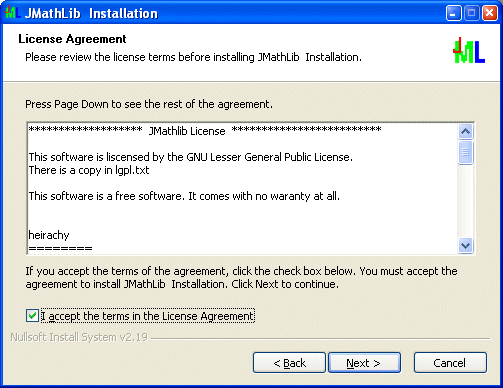 JMathLib Installation
License Agreement
Please review the license terms before installing JMathLib Installation.
ML
Press Page Down to see the rest of the agreement.
******************* JMathlib License *************************
This software is liscensed by the GNU Lesser General Public License.
There is a copy in lgpl.txt
This software is a free software. It comes with no waranty at all.
heirachy
========
If you accept the terms of the agreement, click the check box below. You must accept the
agreement to install JMathLib Installation. Click Next to continue.
I accept the terms in the License Agreement
Nullsoft Install System v2.19
< Back Next > Cancel